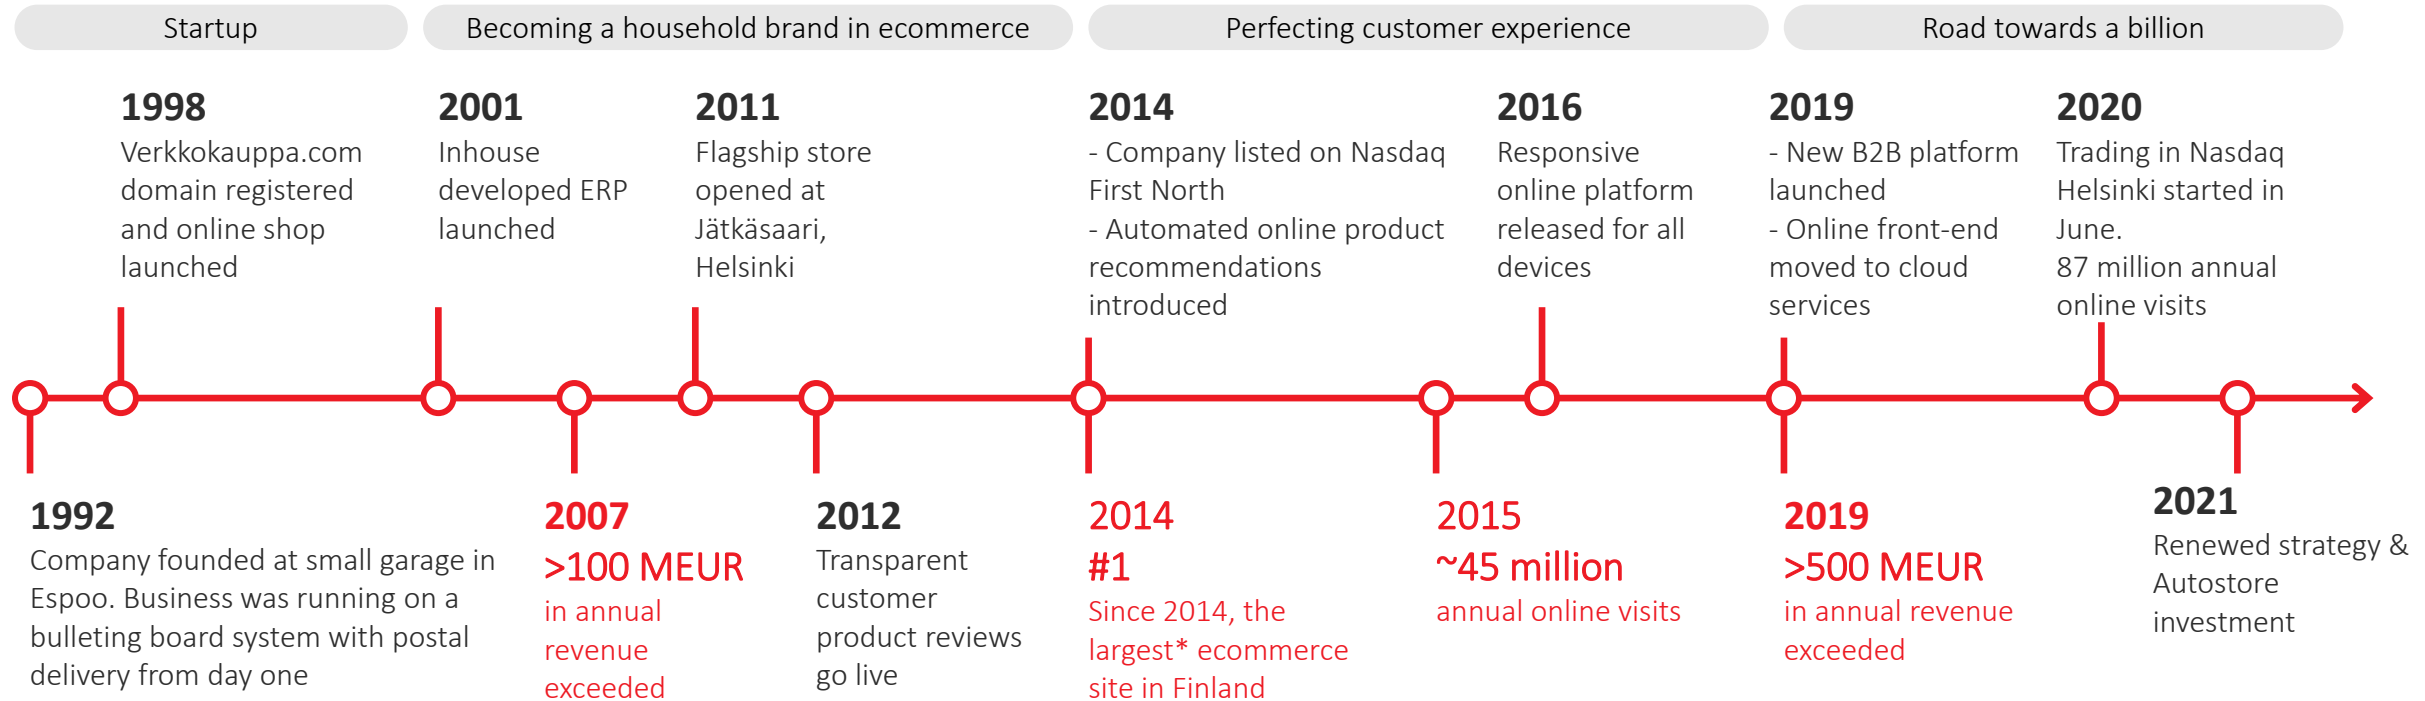 Startup
Becoming a household brand in ecommerce
Perfecting customer experience
Road towards a billion
1998
Verkkokauppa.com
domain registered
and online shop
launched
2001
Inhouse
developed ERP
launched
2011
Flagship store
opened at
Jätkäsaari,
Helsinki
2014
- Company listed on Nasdaq
First North
- Automated online product
recommendations
introduced
2016
Responsive
online platform
released for all
devices
2019
- New B2B platform
launched
- Online front-end
moved to cloud
services
2020
Trading in Nasdaq
Helsinki started in
June.
87 million annual
online visits
1992
Company founded at small garage in
Espoo. Business was running on a
bulleting board system with postal
delivery from day one
2007
>100 MEUR
in annual
revenue
exceeded
2012
Transparent
customer
product reviews
go live
2014
#1
Since 2014, the
largest* ecommerce
site in Finland
2015
~45 million
annual online visits
2019
>500 MEUR
in annual revenue
exceeded
2021
Renewed strategy &
Autostore
investment